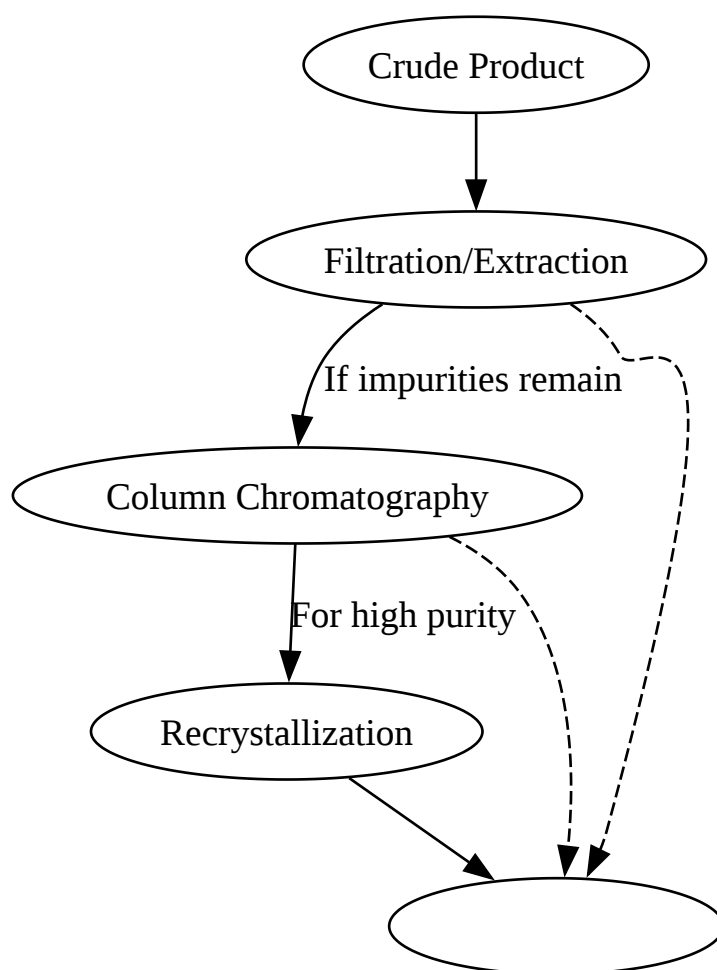 Crude Product
Filtration/Extraction
If impurities remain
Column Chromatography
For high purity
Recrystallization